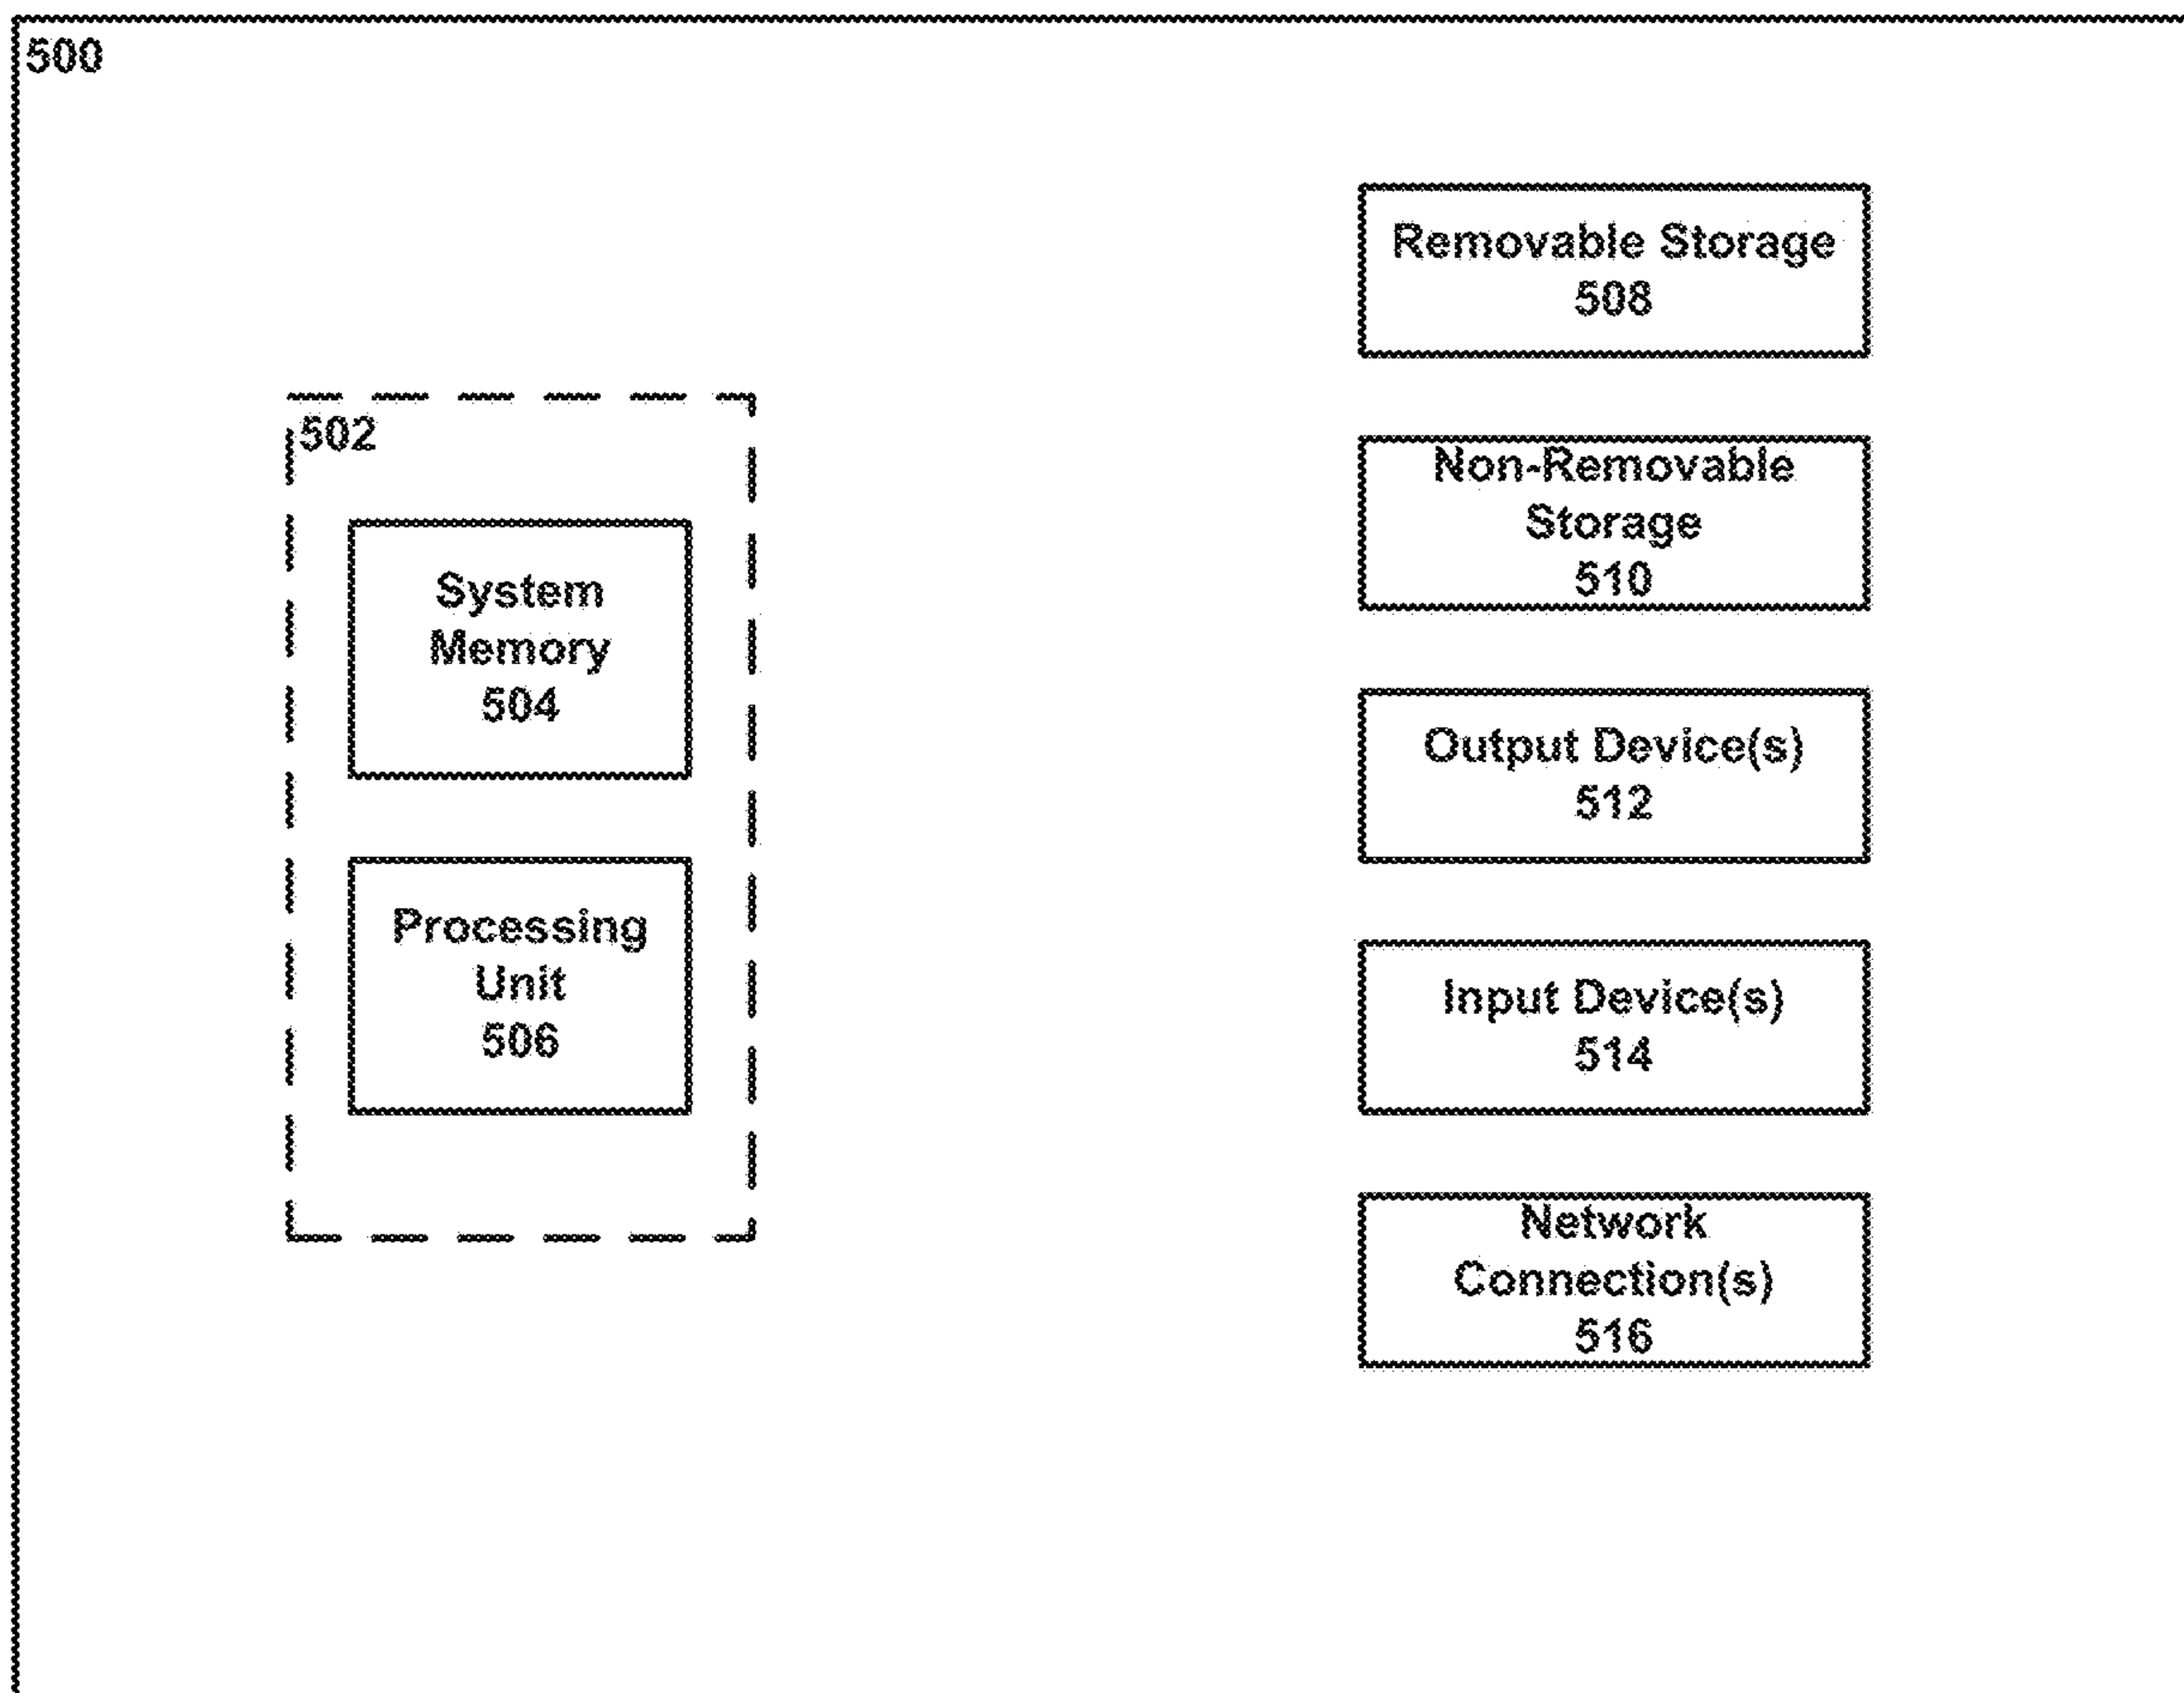 500
502
System
Memory
504
Processing
Unit
506
Removable Storage
508
Non-Removable
Storage
510
Output Device(s)
512
Input Device(s)
514
Network
Connection(s)
516